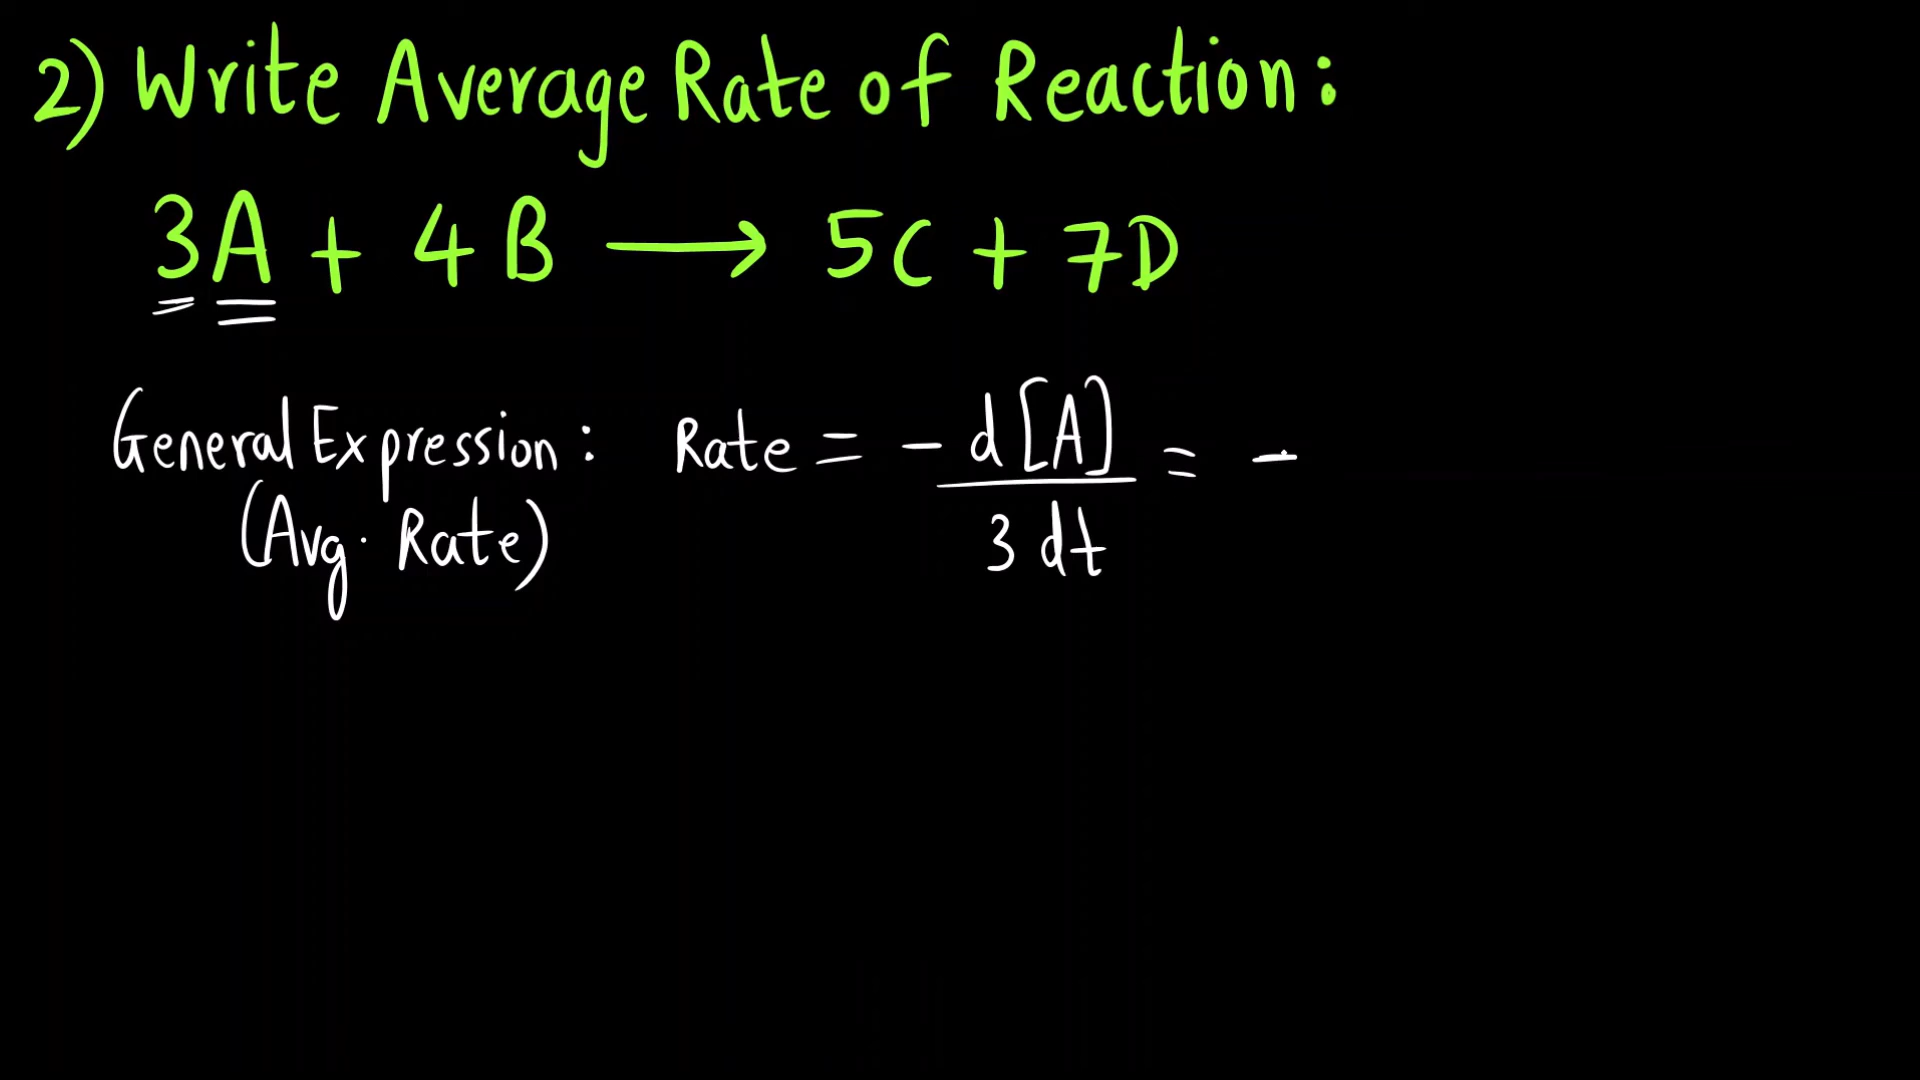 2) Write Average Rate of Reaction:
3A + 4B ⟶ 5C + 7D
General Expression: Rate = - d[A] = -
3 dt
(Avg. Rate)